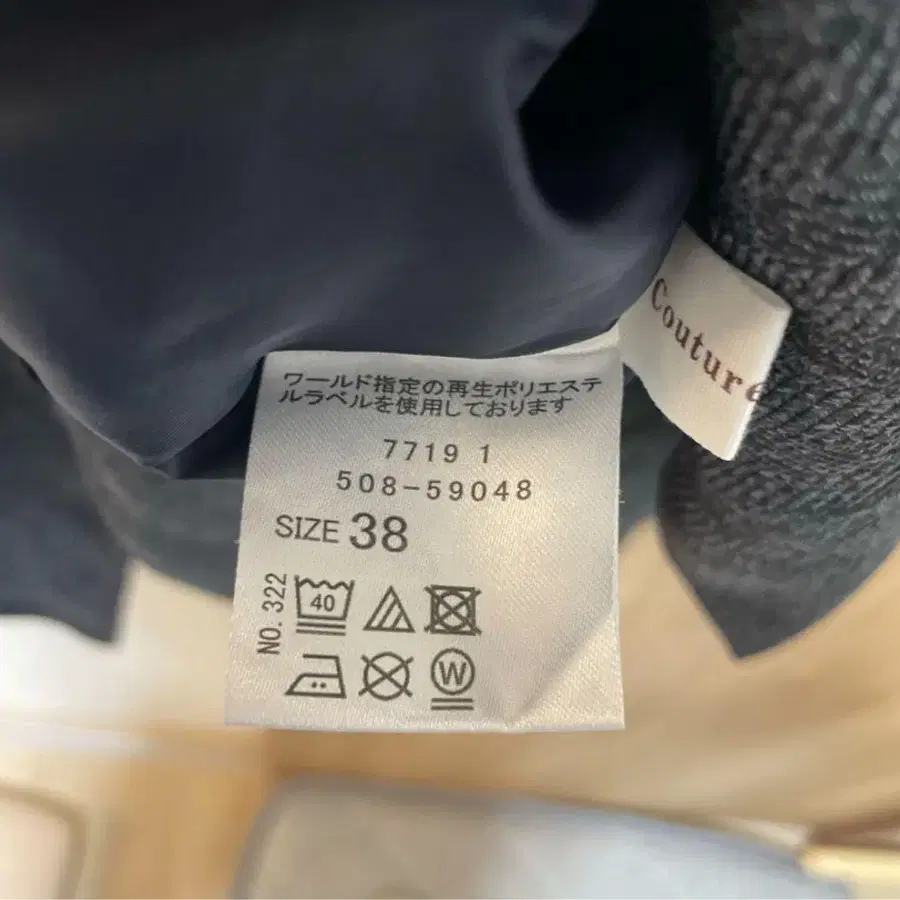 Couture
ワールド指定の再生ポリエステ
ルラベルを使用しております
7719 1
508-59048
SIZE 38
NO. 322
40
W